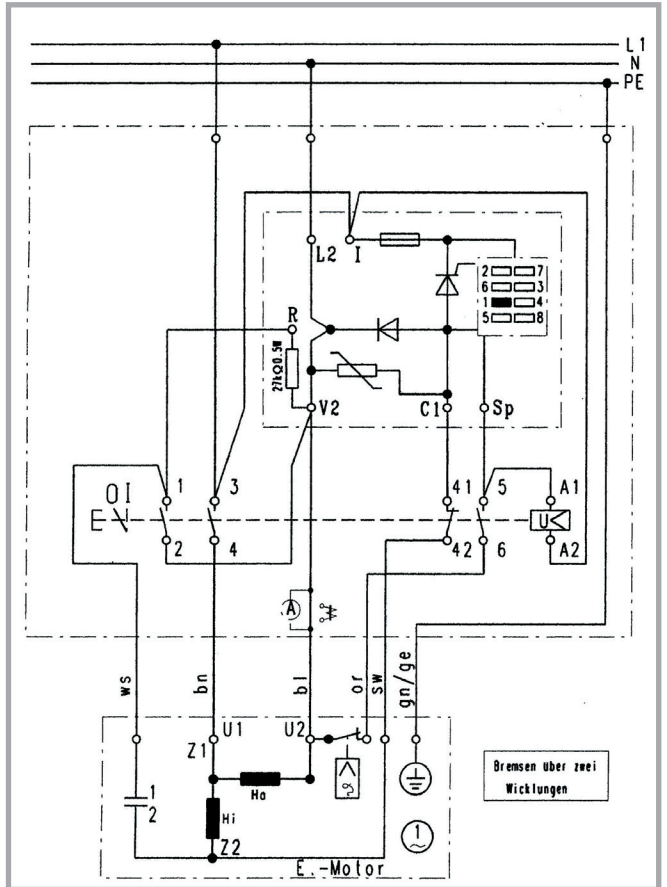 L1
N
PE
L2
I
2 7
6 3
1 4
5 8
R
27kΩ0.5W
V2
C1
Sp
0 I
1
3
41
5
A1
U<
2
4
42
6
A2
A
ws
bn
bl
or
sw
gn/ge
U1
U2
Z1
Ha
1
2
Hi
Z2
1
E.-Motor
Bremsen über zwei
Wicklungen